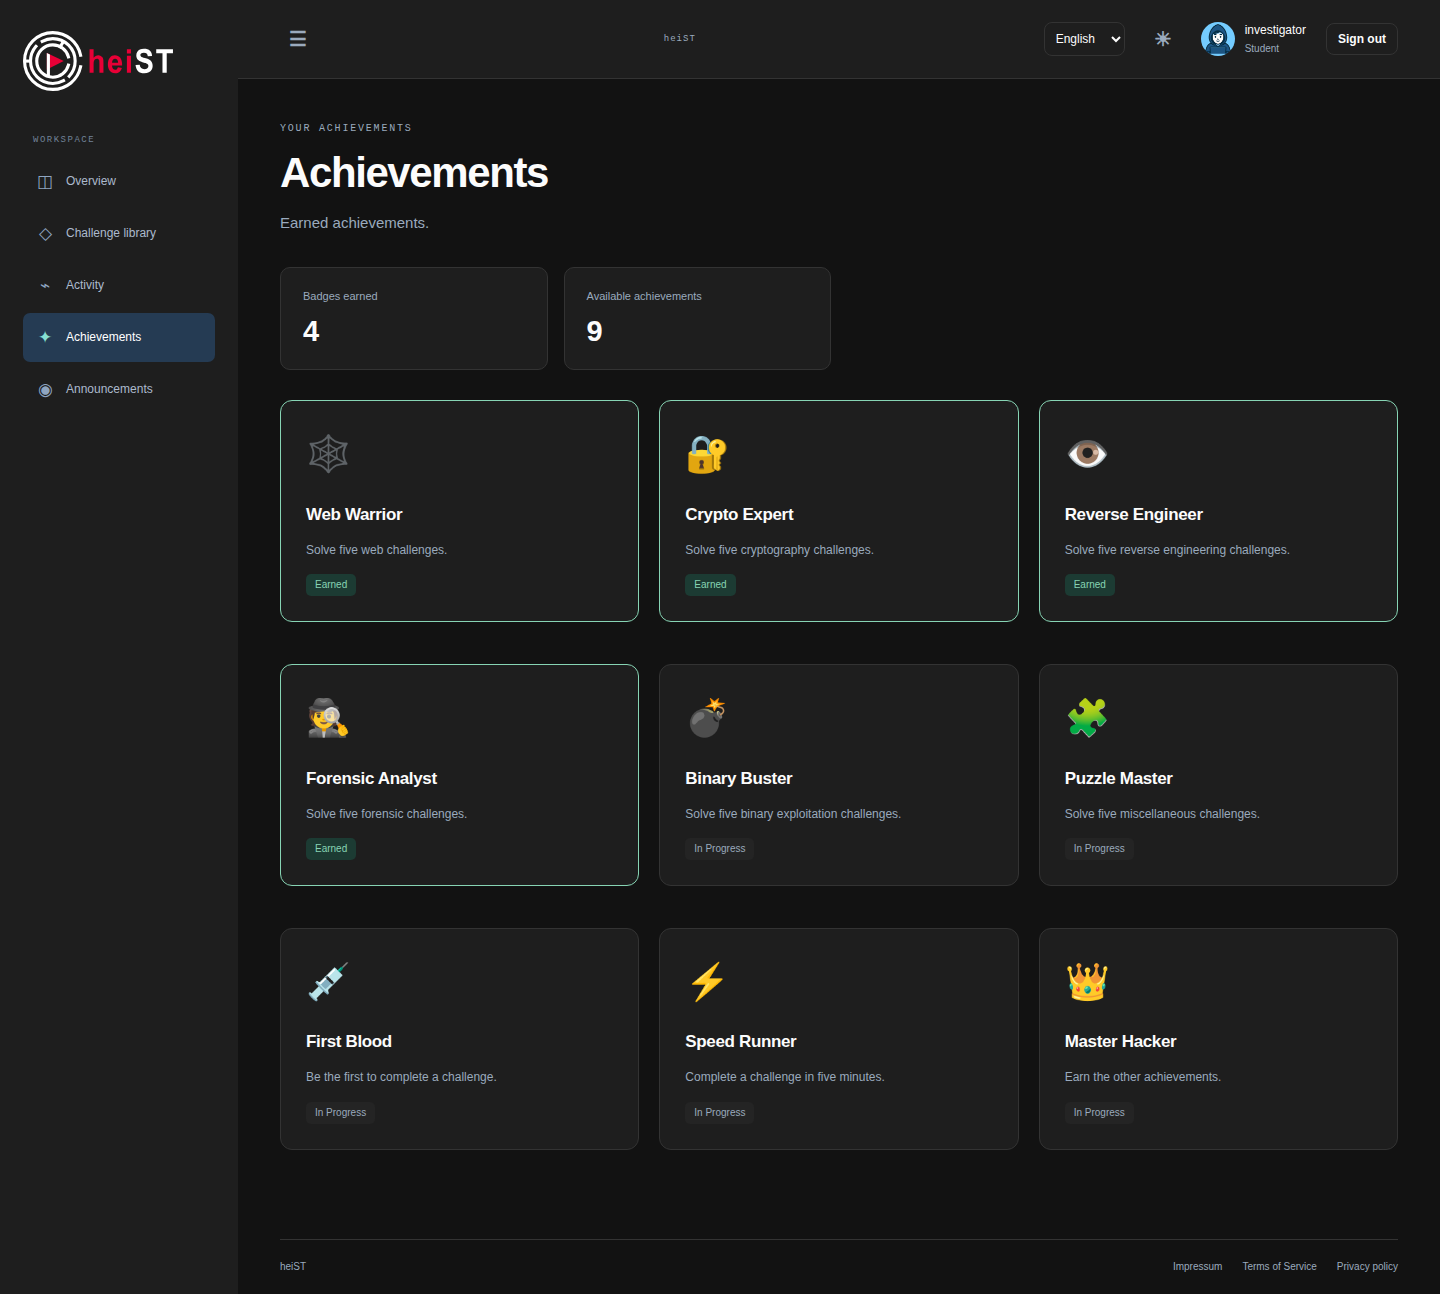 heiST
WORKSPACE
Overview
Challenge library
Activity
Achievements
Announcements
heiST
English
investigator
Student
Sign out
YOUR ACHIEVEMENTS
Achievements
Earned achievements.
Badges earned
4
Available achievements
9
Web Warrior
Solve five web challenges.
Earned
Crypto Expert
Solve five cryptography challenges.
Earned
Reverse Engineer
Solve five reverse engineering challenges.
Earned
Forensic Analyst
Solve five forensic challenges.
Earned
Binary Buster
Solve five binary exploitation challenges.
In Progress
Puzzle Master
Solve five miscellaneous challenges.
In Progress
First Blood
Be the first to complete a challenge.
In Progress
Speed Runner
Complete a challenge in five minutes.
In Progress
Master Hacker
Earn the other achievements.
In Progress
heiST
Impressum
Terms of Service
Privacy policy